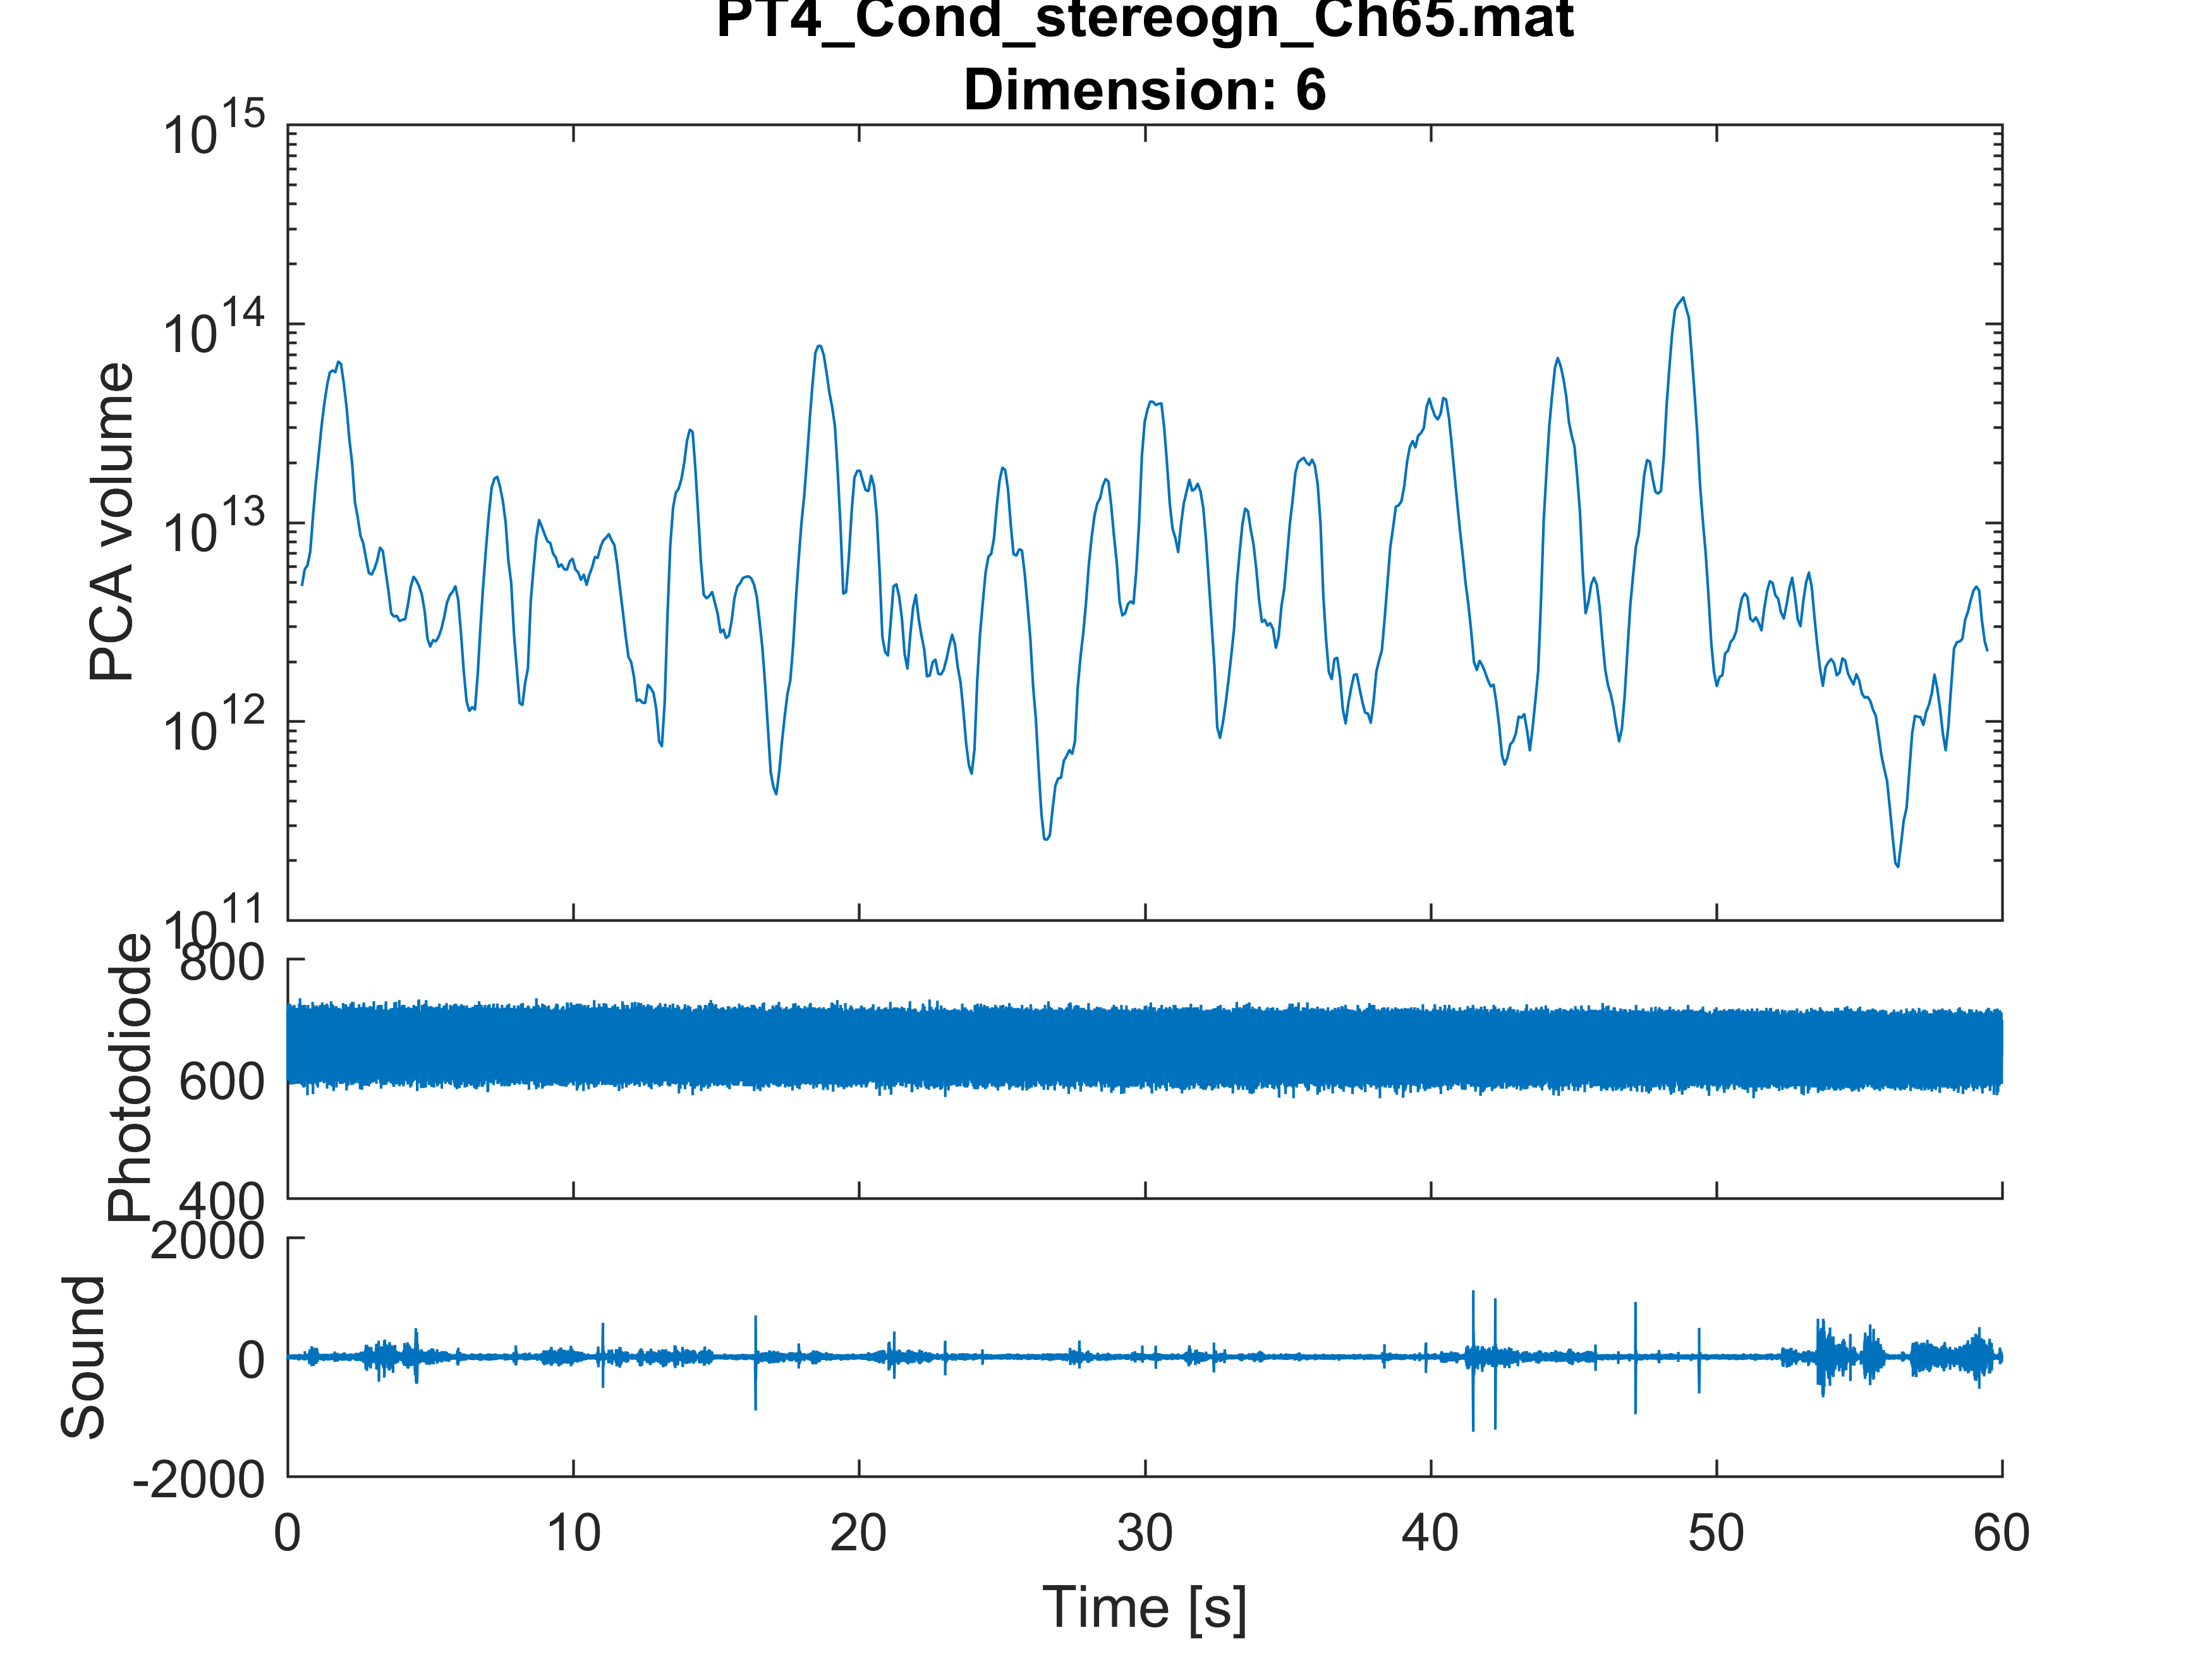 PT4_Cond_stereogn_Ch65.mat
Dimension: 6
10^15
10^14
10^13
10^12
10^11
PCA volume
800
600
400
Photodiode
2000
0
-2000
Sound
0 10 20 30 40 50 60
Time [s]